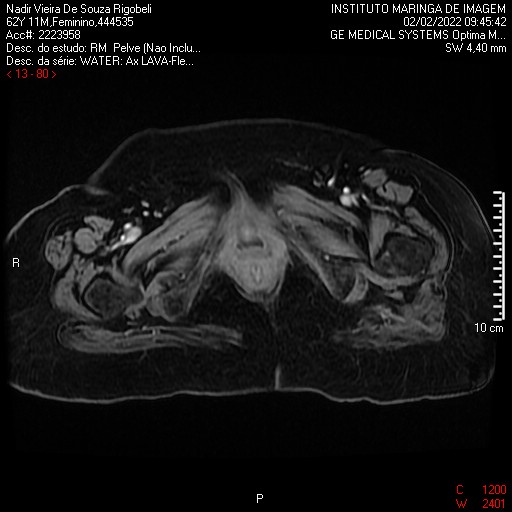 Nadir Vieira De Souza Rigobeli
62Y 11M,Feminino,444535
Acc#: 2223958
Desc. do estudo: RM Pelve (Nao Inclu...
Desc. da série: WATER: Ax LAVA-Fle...
< 13 - 80 >
INSTITUTO MARINGA DE IMAGEM
02/02/2022 09:45:42
GE MEDICAL SYSTEMS Optima M...
SW 4,40 mm
R
10 cm
P
C 1200
W 2401